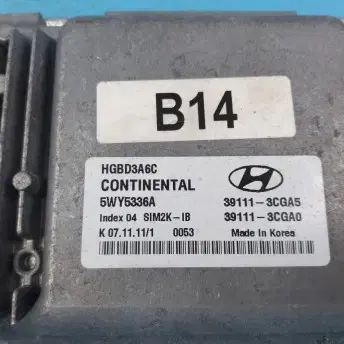 B14
HGBD3A6C
CONTINENTAL
5WY5336A 39111-3CGA5
Index 04 SIM2K-IB 39111-3CGA0
K 07.11.11/1 0053 Made in Korea